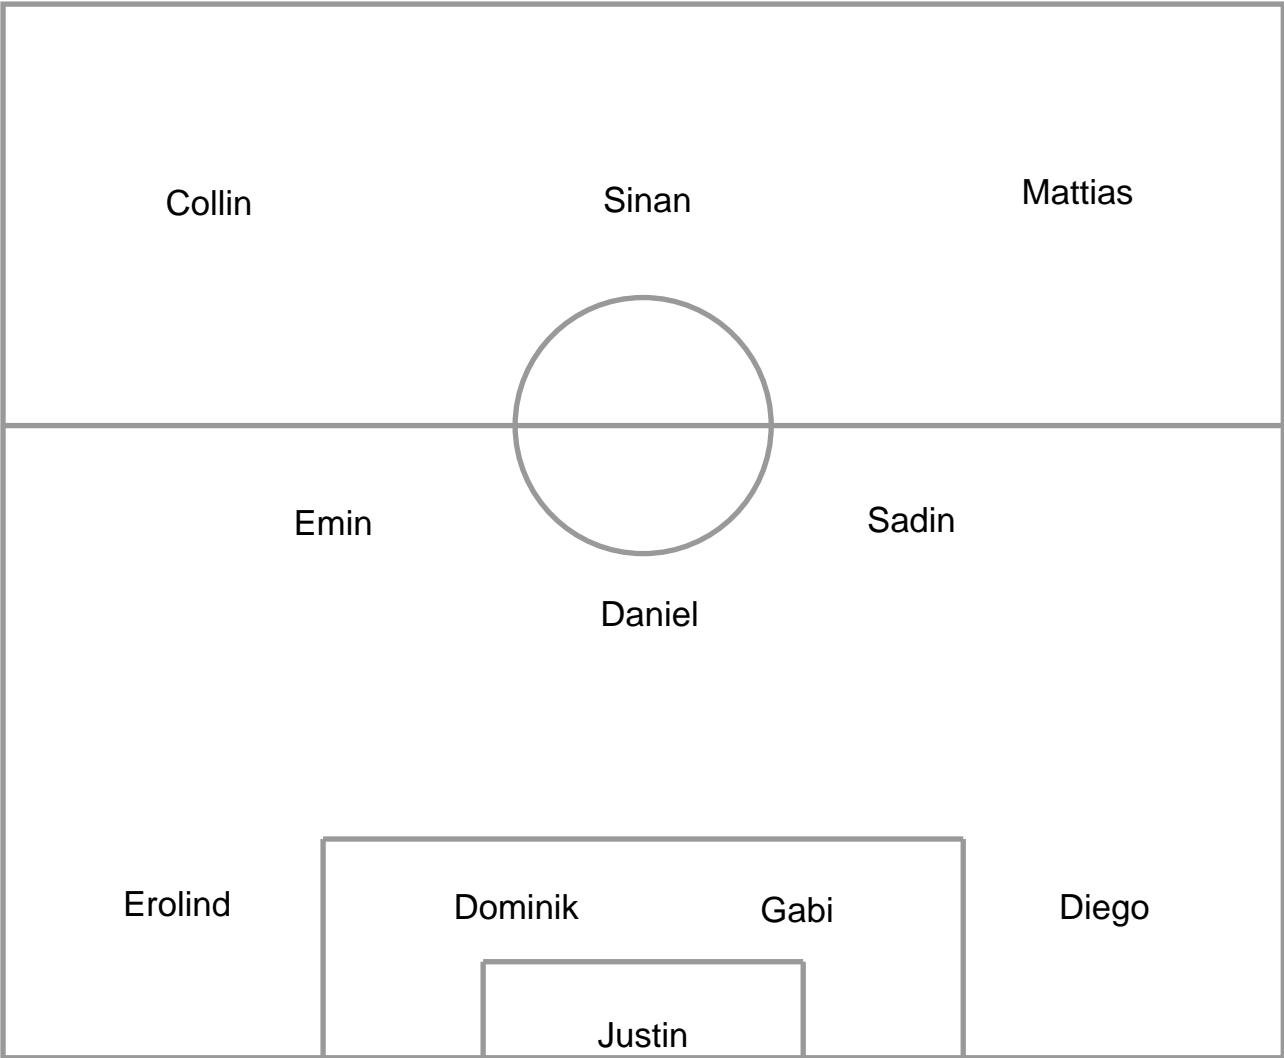 Collin Sinan Mattias
Emin Sadin
Daniel
Erolind Dominik Gabi Diego
Justin